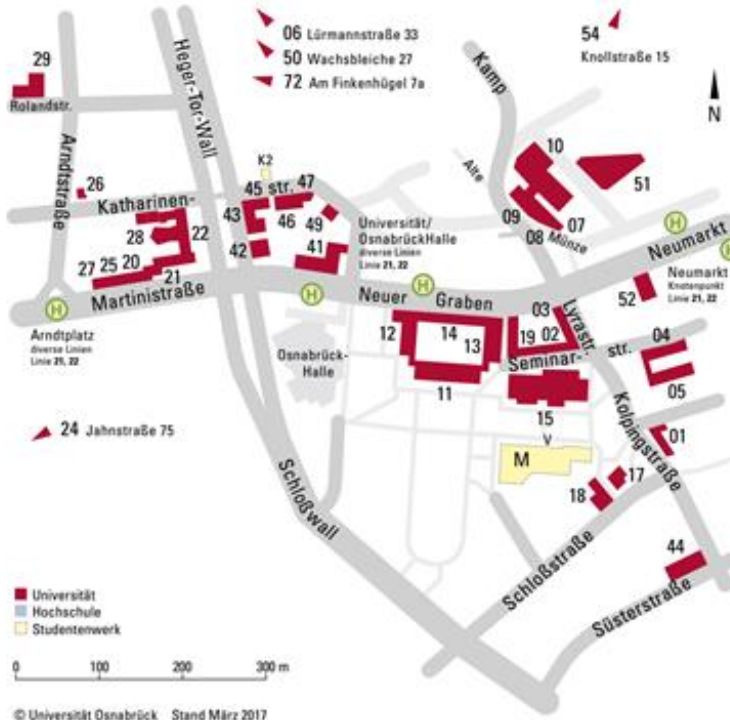 06 Lürmannstraße 33
50 Wachsbleiche 27
72 Am Finkenhügel 7a
54
Knollstraße 15
N
29
Rolandstr.
Arndtstraße
Heger-Tor-Wall
Kamp
Alte
Münze
10
51
09
08
07
K2
26
Katharinen-
str.
45
47
43
46
49
42
41
28
22
27
25
20
21
Martinistraße
H
Arndtplatz
diverse Linien
Linie 21, 22
H
Universität/
OsnabrückHalle
diverse Linien
Linie 21, 22
H
Neuer Graben
H
Neumarkt
H
Neumarkt
Knotenpunkt
Linie 21, 22
52
Osnabrück-
Halle
12
14
13
11
03
19
02
Lyrastr.
Seminar-
str.
04
05
15
V
M
01
17
18
Kolpingstraße
24 Jahnstraße 75
Schloßwall
Schloßstraße
44
Süsterstraße
Universität
Hochschule
Studentenwerk
0 100 200 300 m
© Universität Osnabrück Stand März 2017